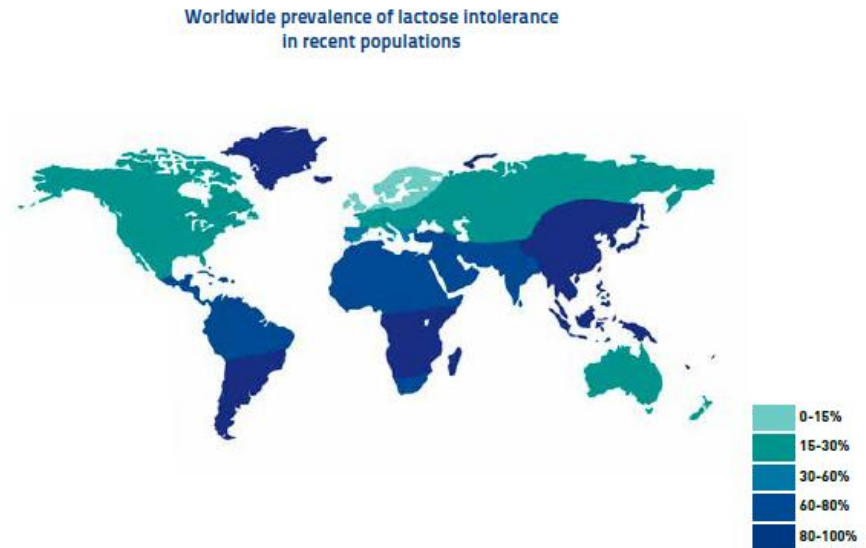 Worldwide prevalence of lactose intolerance
in recent populations
0-15%
15-30%
30-60%
60-80%
80-100%